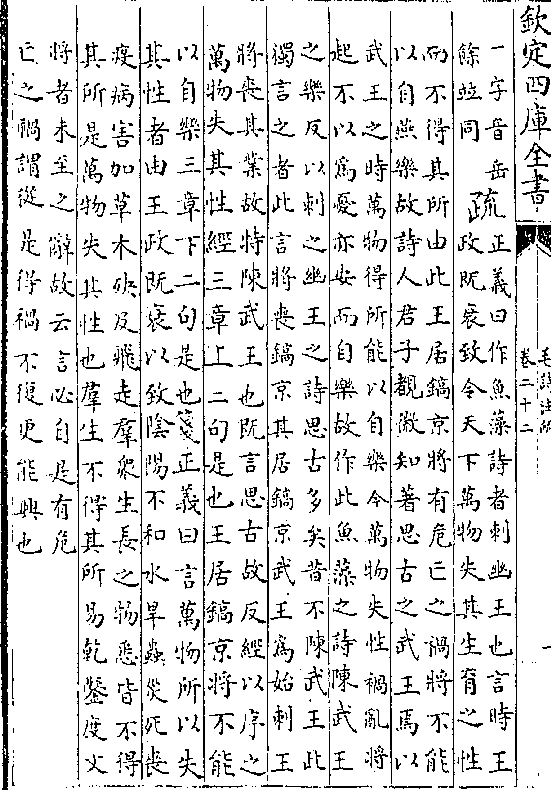 欽定四庫全書
毛詩注疏
卷二十二
一字音岳
餘竝同
疏
正義曰作魚藻詩者刺幽王也言時王
政既衰致令天下萬物失其生育之性
而不得其所由此王居鎬京將有危亡之禍將不能
以自燕樂故詩人君子覩微知著思古之武王焉以
武王之時萬物得所能以自樂今萬物失性禍亂將
起不以為憂亦安而自樂故作此魚藻之詩陳武王
之樂反以刺之幽王之詩思古多矣昔不陳武王此
獨言之者此言將喪鎬京其居鎬京武王為始刺王
將喪其業故特陳武王也既言思古故反經以序之
萬物失其性經三章上二句是也王居鎬京將不能
以自樂三章下二句是也箋正義曰言萬物所以失
其性者由王政既衰以致陰陽不和水旱蟲災死喪
疫病害加草木殃及飛走羣衆生長之物悉皆不得
其所是萬物失其性也羣生不得其所易乾鑿度文
將者未至之辭故云言必自是有危
亡之禍謂從是得禍不復更能興也